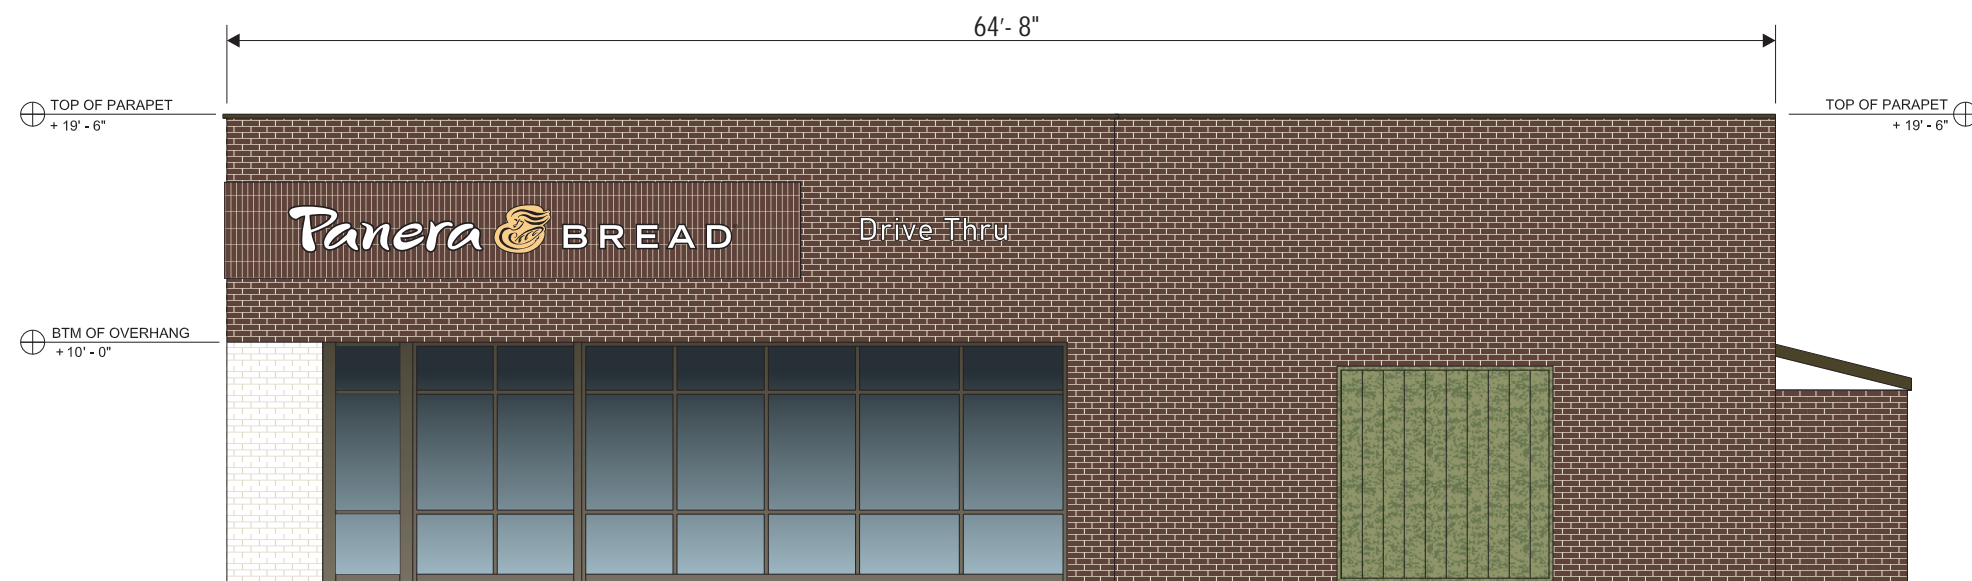 64'- 8"
TOP OF PARAPET
+ 19' - 6"
TOP OF PARAPET
+ 19' - 6"
Panera BREAD
Drive Thru
BTM OF OVERHANG
+ 10' - 0"